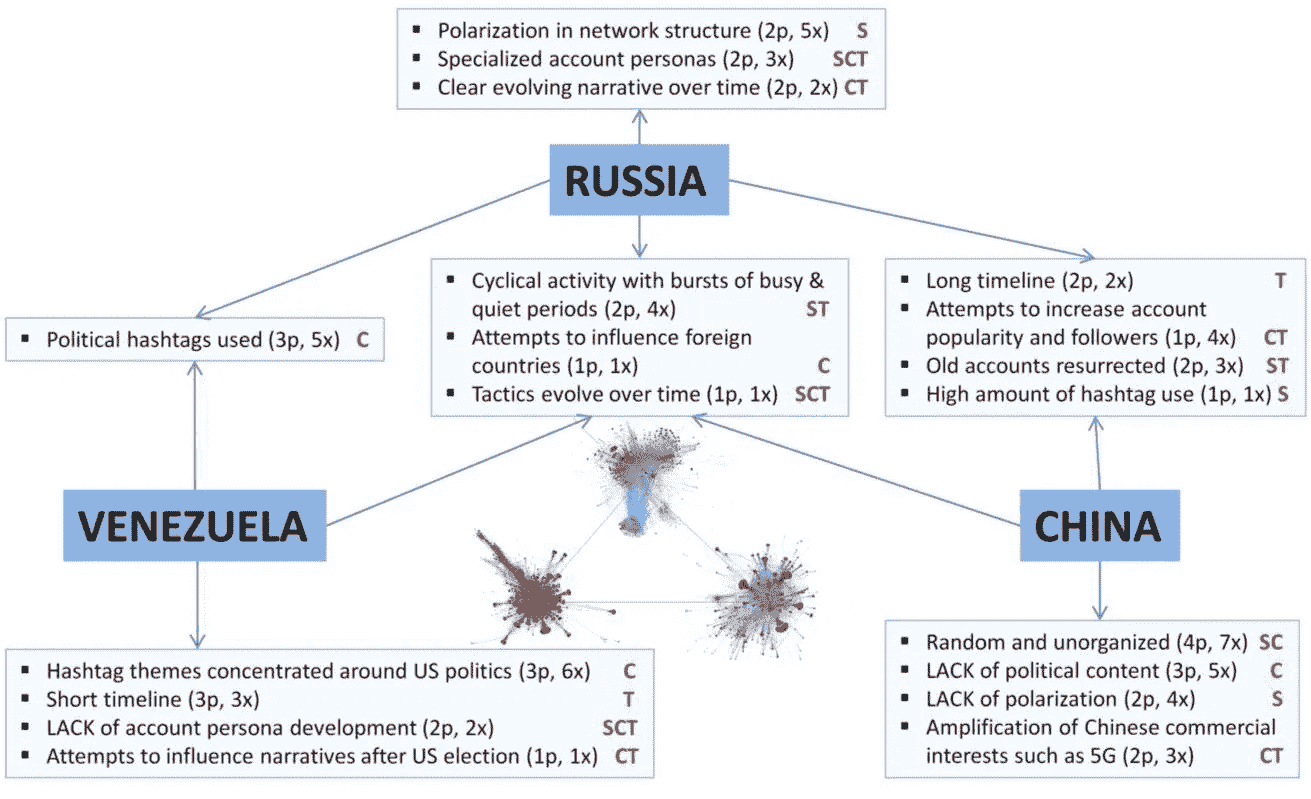 ▪ Polarization in network structure (2p, 5x) S
▪ Specialized account personas (2p, 3x) SCT
▪ Clear evolving narrative over time (2p, 2x) CT
RUSSIA
▪ Political hashtags used (3p, 5x) C
▪ Cyclical activity with bursts of busy &
quiet periods (2p, 4x) ST
▪ Attempts to influence foreign
countries (1p, 1x) C
▪ Tactics evolve over time (1p, 1x) SCT
▪ Long timeline (2p, 2x) T
▪ Attempts to increase account
popularity and followers (1p, 4x) CT
▪ Old accounts resurrected (2p, 3x) ST
▪ High amount of hashtag use (1p, 1x) S
VENEZUELA
CHINA
▪ Hashtag themes concentrated around US politics (3p, 6x) C
▪ Short timeline (3p, 3x) T
▪ LACK of account persona development (2p, 2x) SCT
▪ Attempts to influence narratives after US election (1p, 1x) CT
▪ Random and unorganized (4p, 7x) SC
▪ LACK of political content (3p, 5x) C
▪ LACK of polarization (2p, 4x) S
▪ Amplification of Chinese commercial
interests such as 5G (2p, 3x) CT